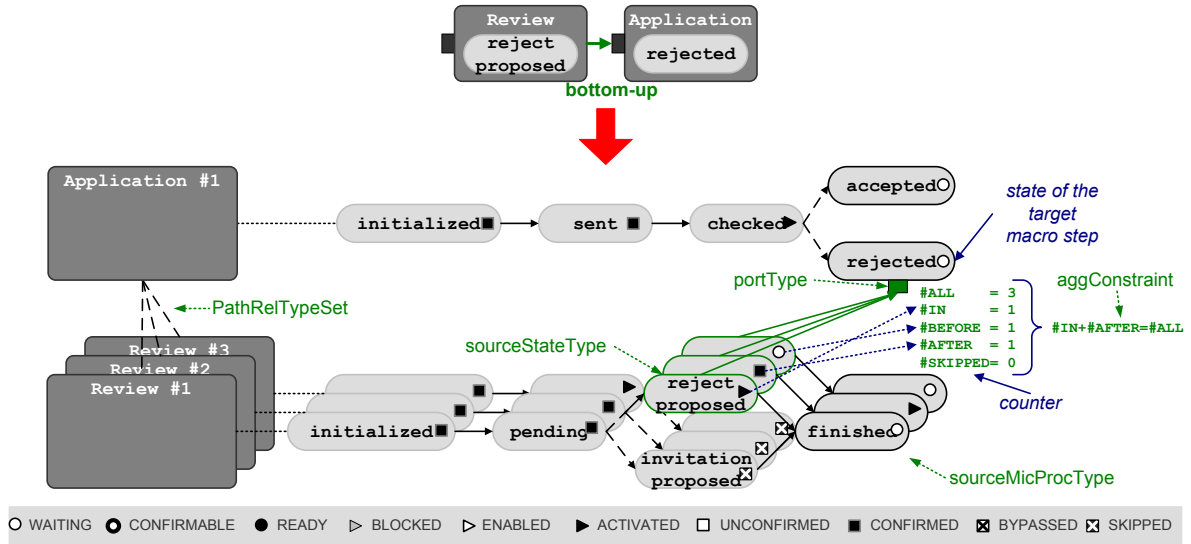 Review
reject
proposed
Application
rejected
bottom-up
Application #1
initialized
sent
checked
accepted
rejected
state of the
target
macro step
portType
#ALL = 3
#IN = 1
#BEFORE = 1
#AFTER = 1
#SKIPPED= 0
aggConstraint
#IN+#AFTER=#ALL
counter
PathRelTypeSet
sourceStateType
Review #3
Review #2
Review #1
initialized
pending
reject
proposed
invitation
proposed
finished
sourceMicProcType
WAITING CONFIRMABLE READY BLOCKED ENABLED ACTIVATED UNCONFIRMED CONFIRMED BYPASSED SKIPPED